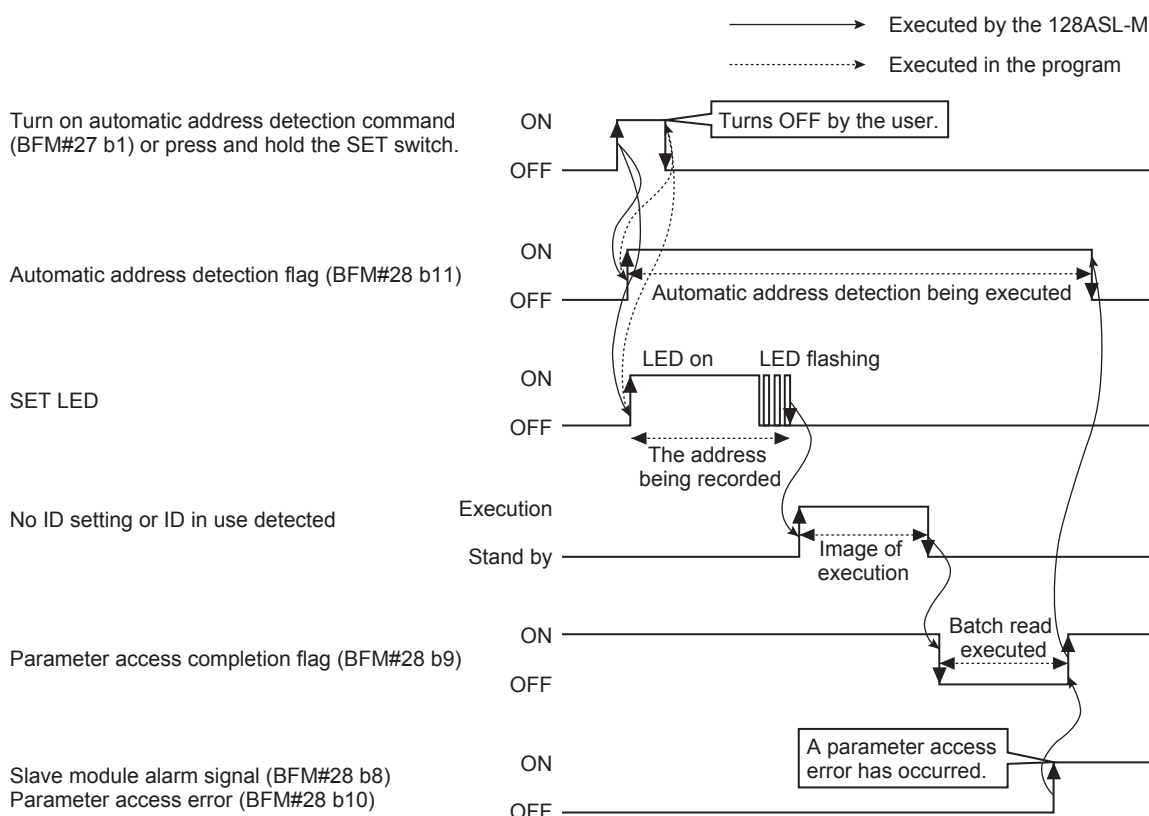 Executed by the 128ASL-M
Executed in the program
Turn on automatic address detection command
(BFM#27 b1) or press and hold the SET switch.
ON
Turns OFF by the user.
OFF
ON
Automatic address detection flag (BFM#28 b11)
OFF
Automatic address detection being executed
LED on
LED flashing
ON
SET LED
OFF
The address
being recorded
Execution
No ID setting or ID in use detected
Stand by
Image of
execution
Batch read
executed
ON
Parameter access completion flag (BFM#28 b9)
OFF
A parameter access
error has occurred.
ON
Slave module alarm signal (BFM#28 b8)
Parameter access error (BFM#28 b10)
OFF